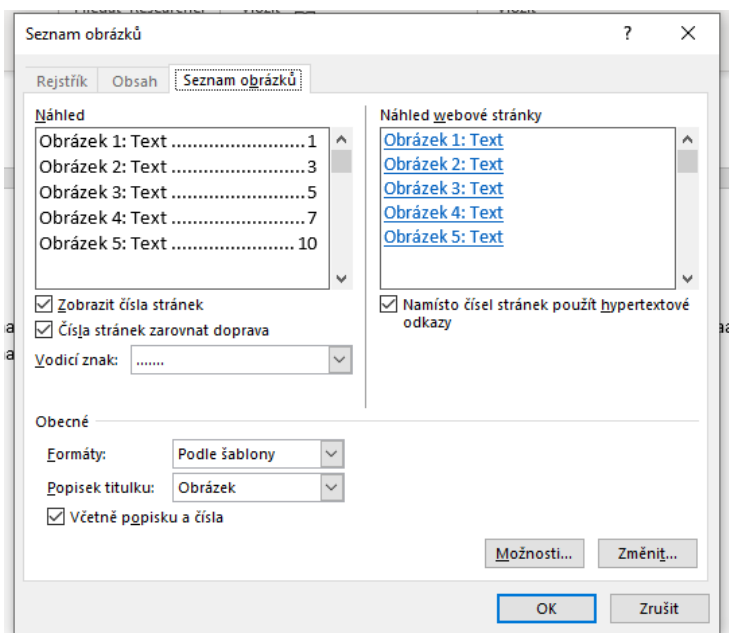 Seznam obrázků ? ×
Rejstřík Obsah Seznam obrázků
Náhled
Obrázek 1: Text ......................... 1
Obrázek 2: Text ......................... 3
Obrázek 3: Text ......................... 5
Obrázek 4: Text ......................... 7
Obrázek 5: Text ....................... 10
Náhled webové stránky
Obrázek 1: Text
Obrázek 2: Text
Obrázek 3: Text
Obrázek 4: Text
Obrázek 5: Text
Zobrazit čísla stránek
Čísla stránek zarovnat doprava
Vodicí znak: .......
Namísto čísel stránek použít hypertextové
odkazy
Obecné
Formáty: Podle šablony
Popisek titulku: Obrázek
Včetně popisku a čísla
Možnosti... Změnit...
OK Zrušit